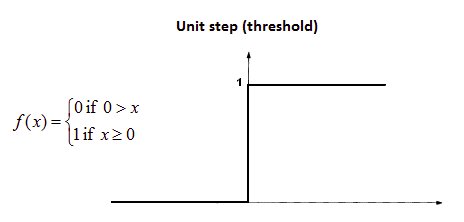 Unit step (threshold)
1
f(x) = {0 if 0 > x
1 if x ≥ 0